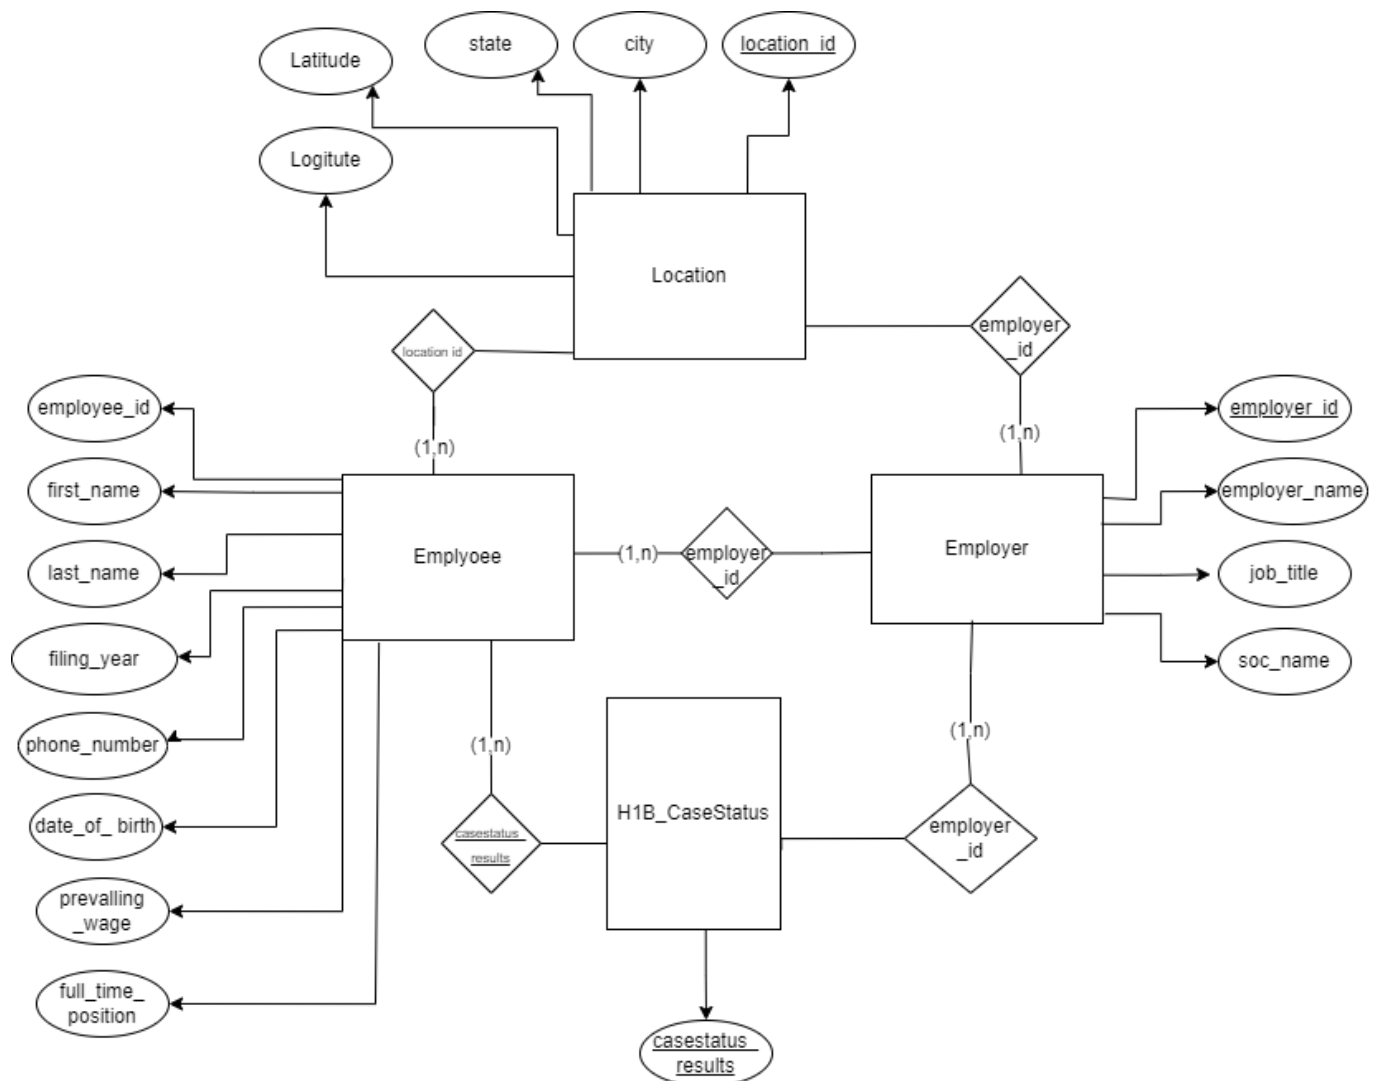 state
city
location_id
Latitude
Logitute
Location
employer
_id
location id
employee_id
(1,n)
(1,n)
employer_id
first_name
employer_name
Emplyoee
(1,n)
employer
_id
Employer
last_name
job_title
filing_year
soc_name
phone_number
(1,n)
(1,n)
date_of_ birth
casestatus_
results
H1B_CaseStatus
employer
_id
prevalling
_wage
full_time_
position
casestatus_
results